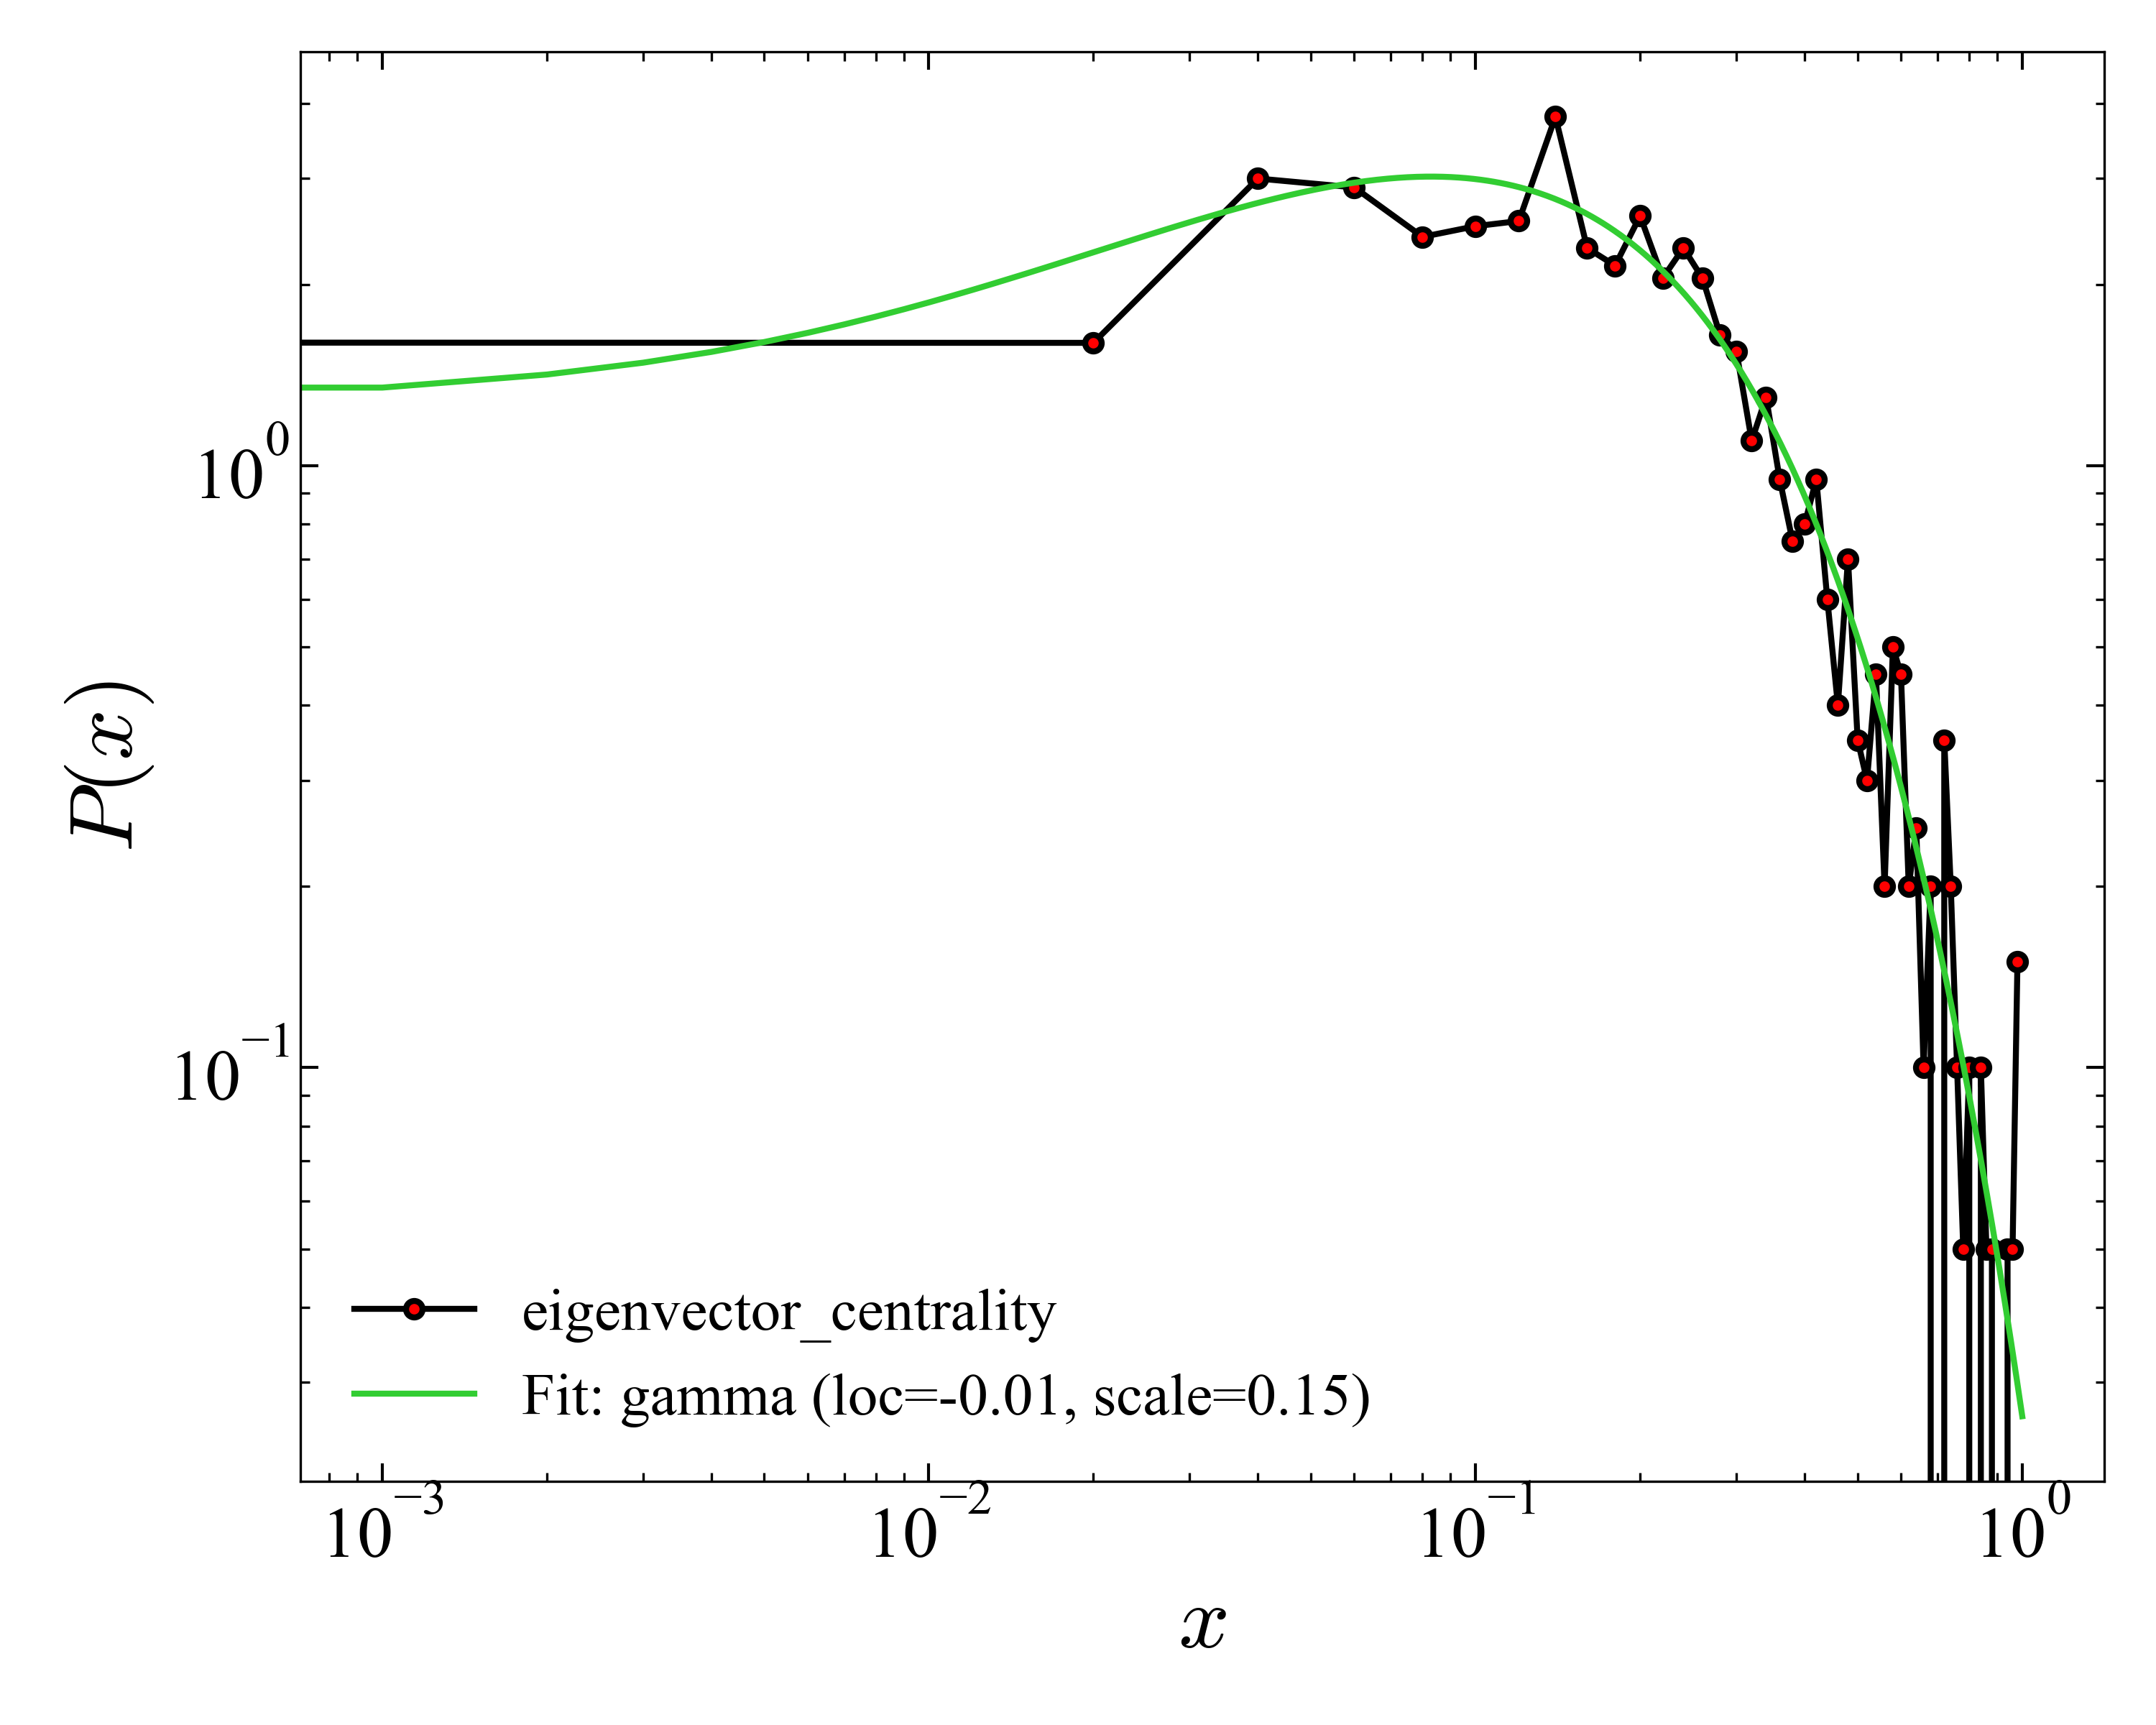 P(x)
10^0
10^−1
eigenvector_centrality
Fit: gamma (loc=-0.01, scale=0.15)
10^−3 10^−2 10^−1 10^0
x